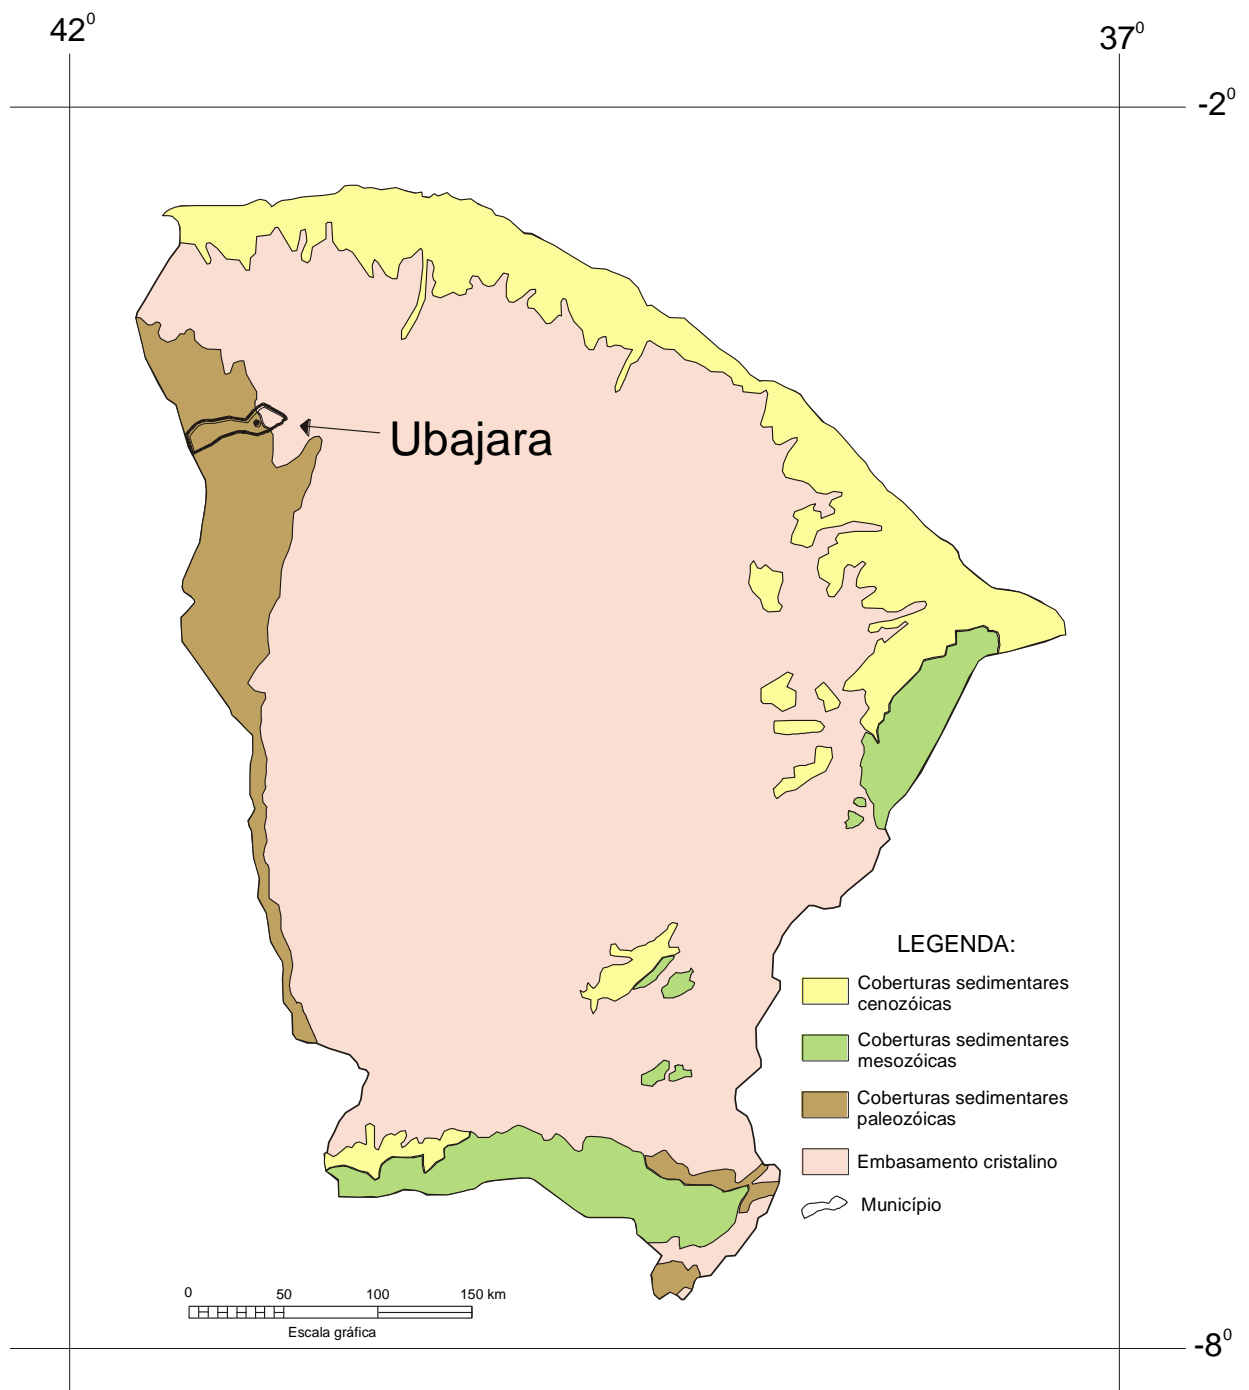 42⁰
37⁰
-2⁰
Ubajara
LEGENDA:
Coberturas sedimentares
cenozóicas
Coberturas sedimentares
mesozóicas
Coberturas sedimentares
paleozóicas
Embasamento cristalino
Município
0 50 100 150 km
Escala gráfica
-8⁰